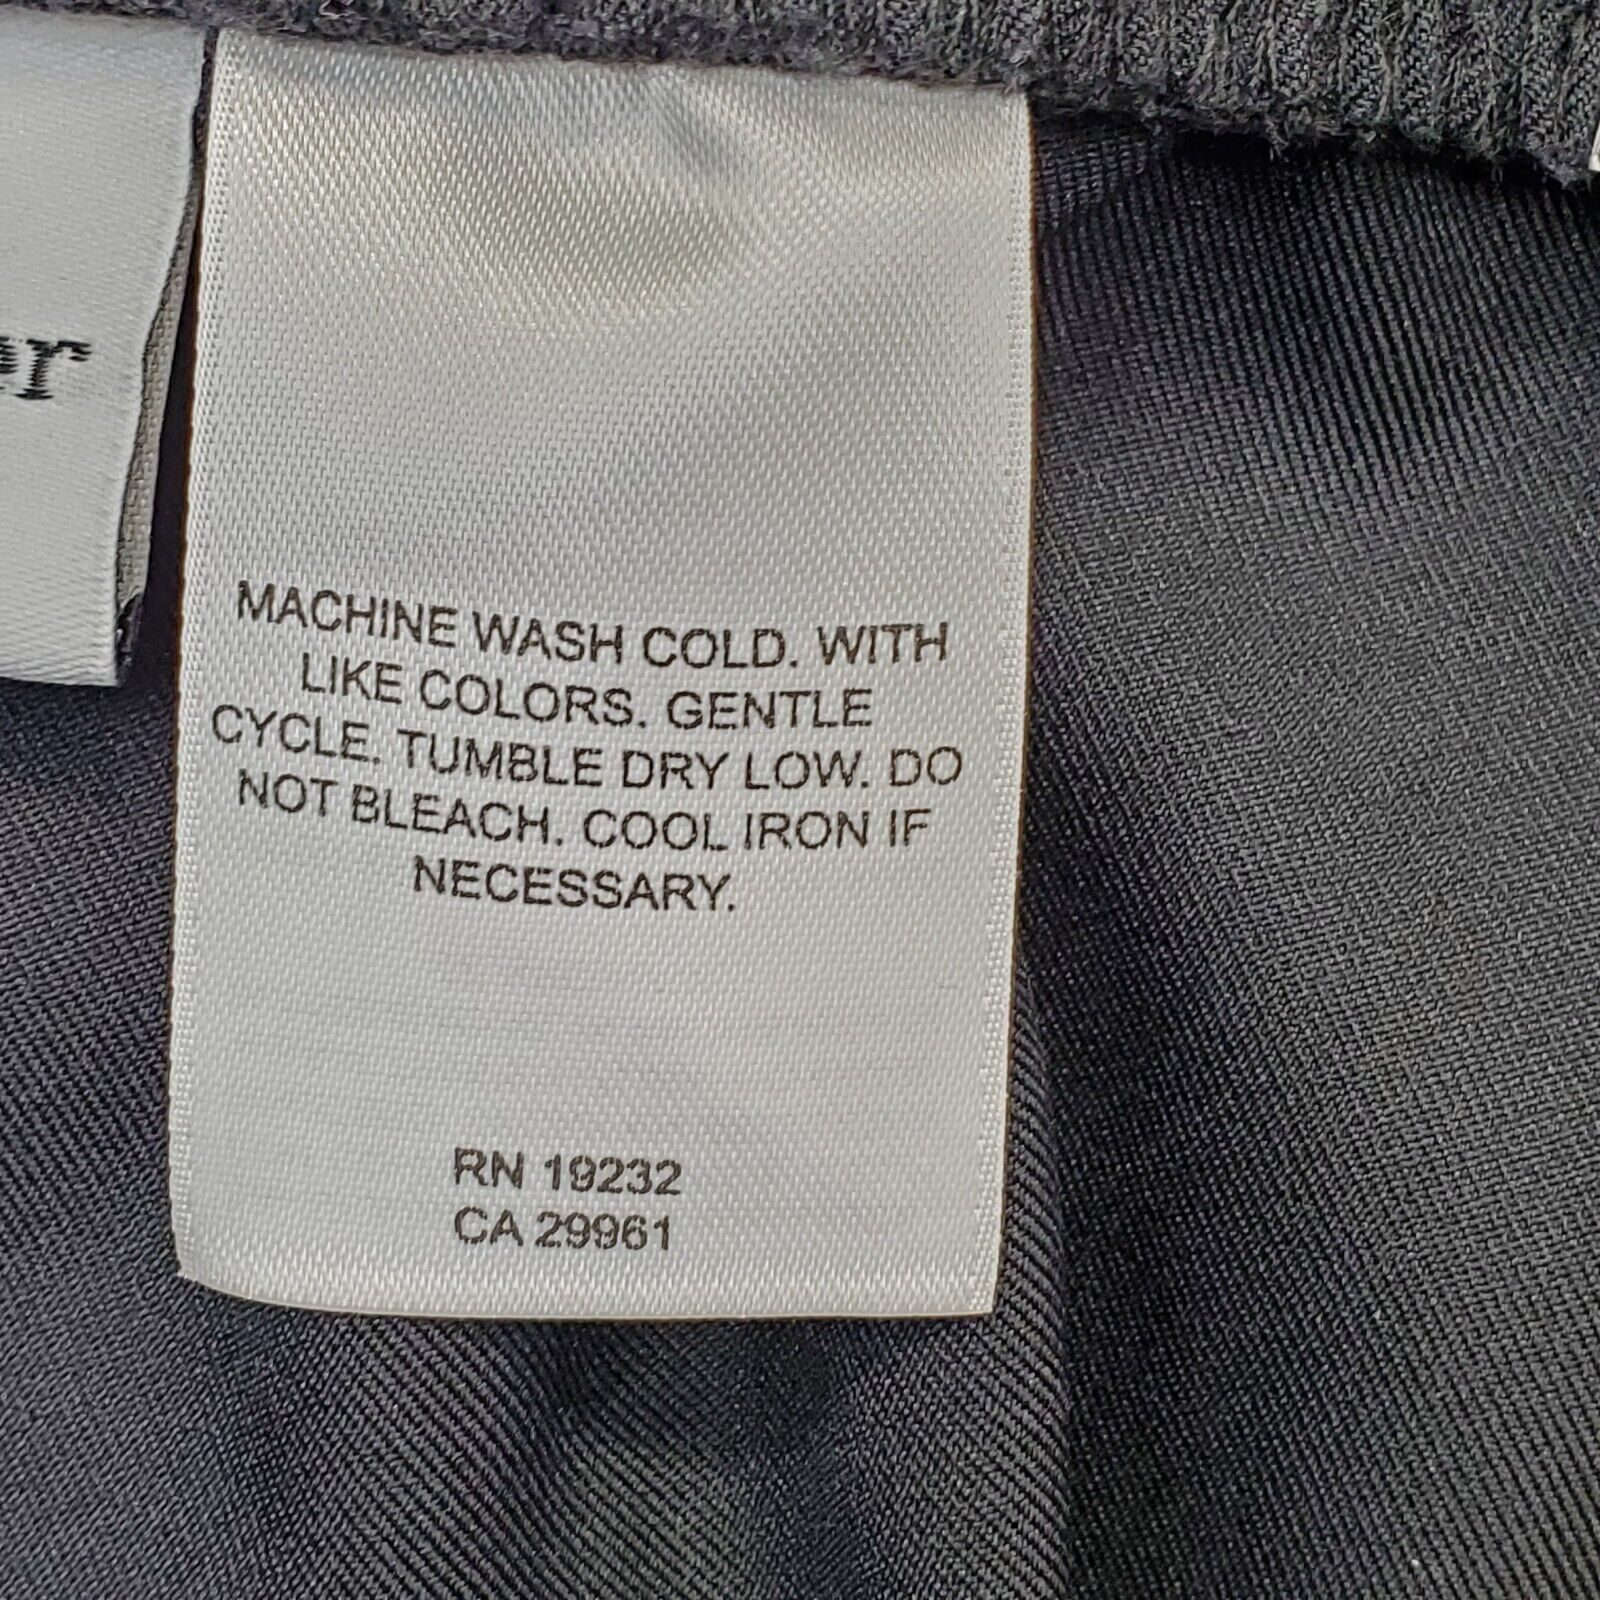 er
MACHINE WASH COLD. WITH
LIKE COLORS. GENTLE
CYCLE. TUMBLE DRY LOW. DO
NOT BLEACH. COOL IRON IF
NECESSARY.
RN 19232
CA 29961